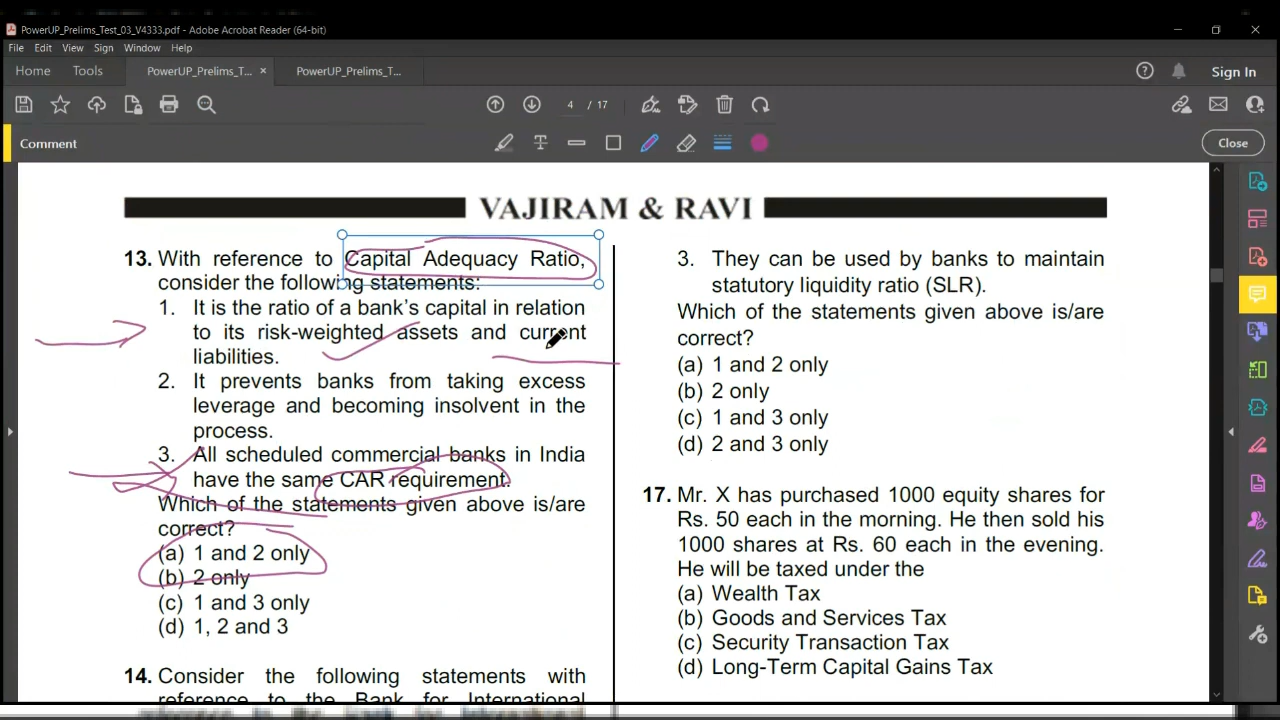 PowerUP_Prelims_Test_03_V4333.pdf - Adobe Acrobat Reader (64-bit)
File Edit View Sign Window Help
Home Tools PowerUP_Prelims_T... × PowerUP_Prelims_T... Sign In
4 / 17
Comment Close
VAJIRAM & RAVI
13. With reference to Capital Adequacy Ratio,
consider the following statements:
1. It is the ratio of a bank's capital in relation
to its risk-weighted assets and current
liabilities.
2. It prevents banks from taking excess
leverage and becoming insolvent in the
process.
3. All scheduled commercial banks in India
have the same CAR requirement.
Which of the statements given above is/are
correct?
(a) 1 and 2 only
(b) 2 only
(c) 1 and 3 only
(d) 1, 2 and 3
14. Consider the following statements with
reference to the Bank for International
3. They can be used by banks to maintain
statutory liquidity ratio (SLR).
Which of the statements given above is/are
correct?
(a) 1 and 2 only
(b) 2 only
(c) 1 and 3 only
(d) 2 and 3 only
17. Mr. X has purchased 1000 equity shares for
Rs. 50 each in the morning. He then sold his
1000 shares at Rs. 60 each in the evening.
He will be taxed under the
(a) Wealth Tax
(b) Goods and Services Tax
(c) Security Transaction Tax
(d) Long-Term Capital Gains Tax